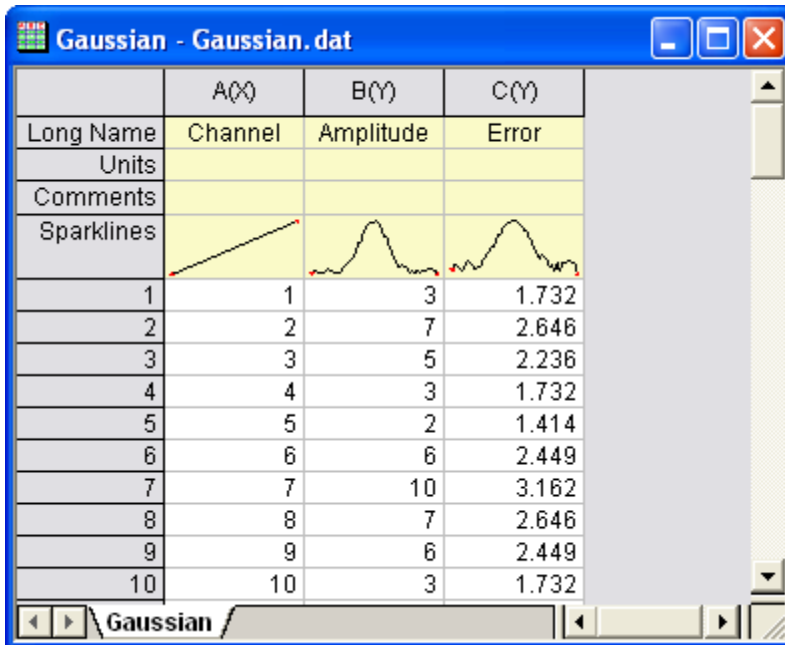 Gaussian - Gaussian.dat
A(X) B(Y) C(Y)
Long Name Channel Amplitude Error
Units
Comments
Sparklines
1 1 3 1.732
2 2 7 2.646
3 3 5 2.236
4 4 3 1.732
5 5 2 1.414
6 6 6 2.449
7 7 10 3.162
8 8 7 2.646
9 9 6 2.449
10 10 3 1.732
Gaussian